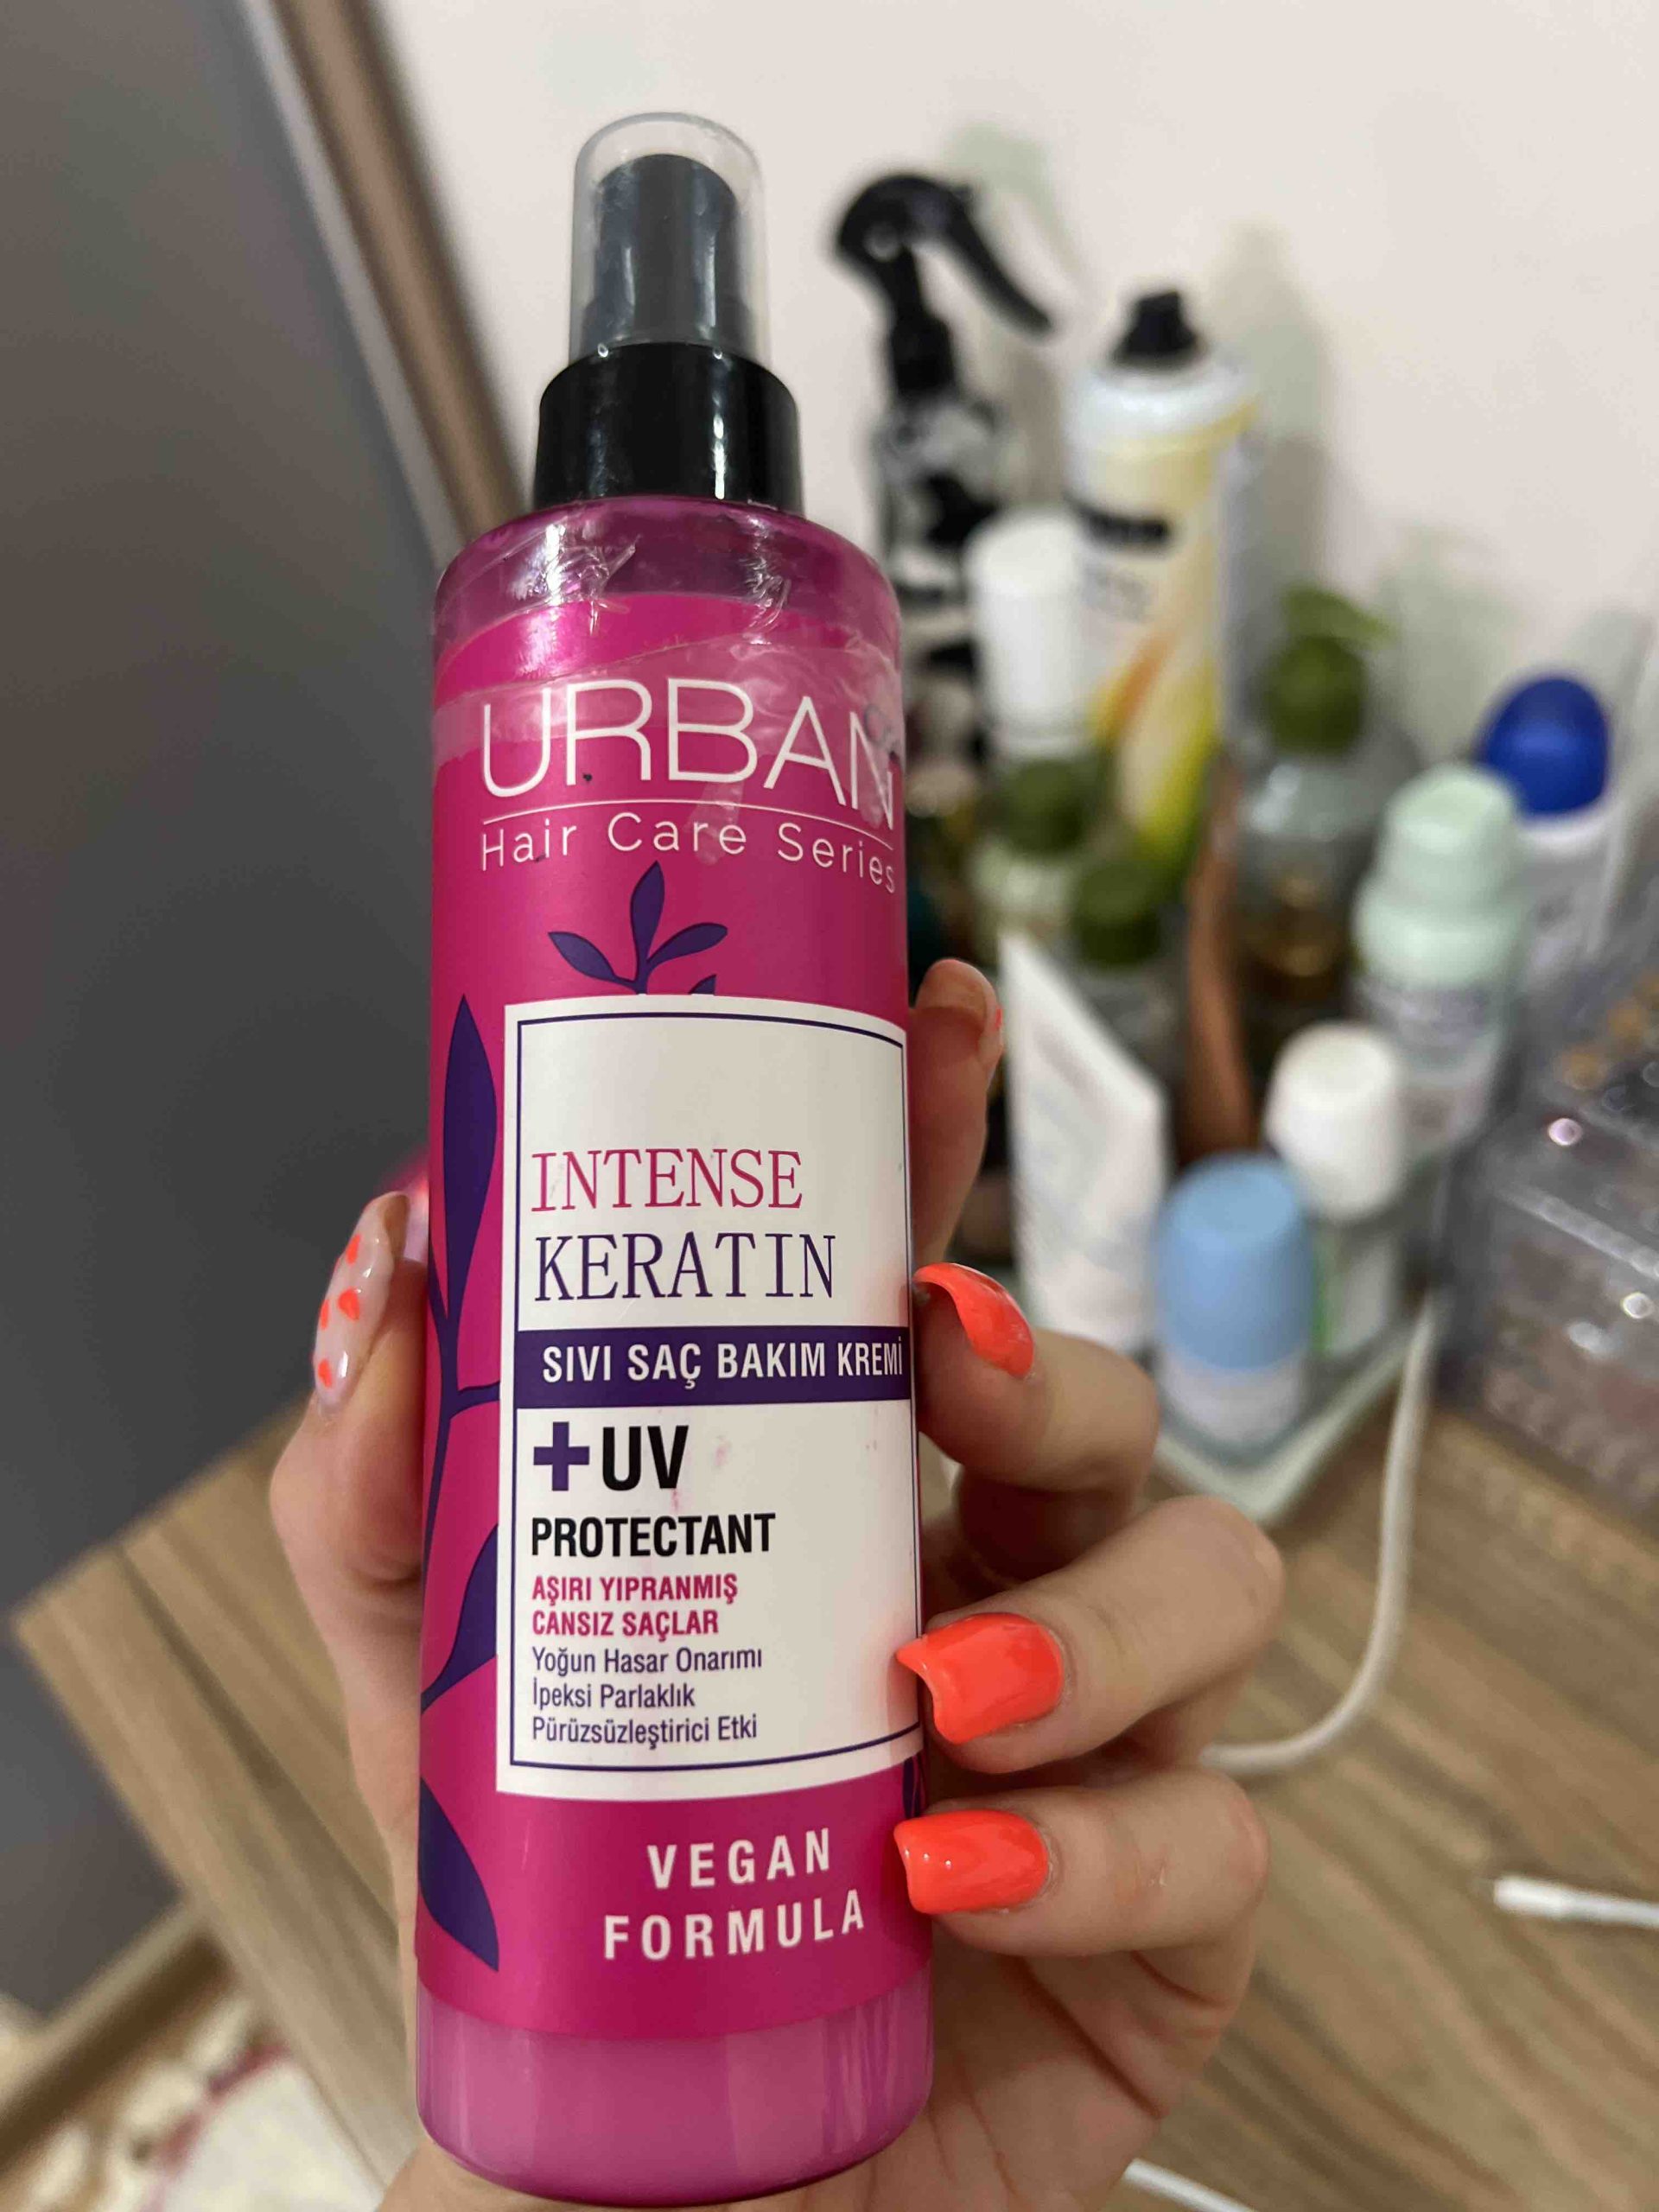 URBAN
Hair Care Series
INTENSE
KERATIN
SIVI SAÇ BAKIM KREMİ
+UV
PROTECTANT
AŞIRI YIPRANMIŞ
CANSIZ SAÇLAR
Yoğun Hasar Onarımı
İpeksi Parlaklık
Pürüzsüzleştirici Etki
VEGAN
FORMULA